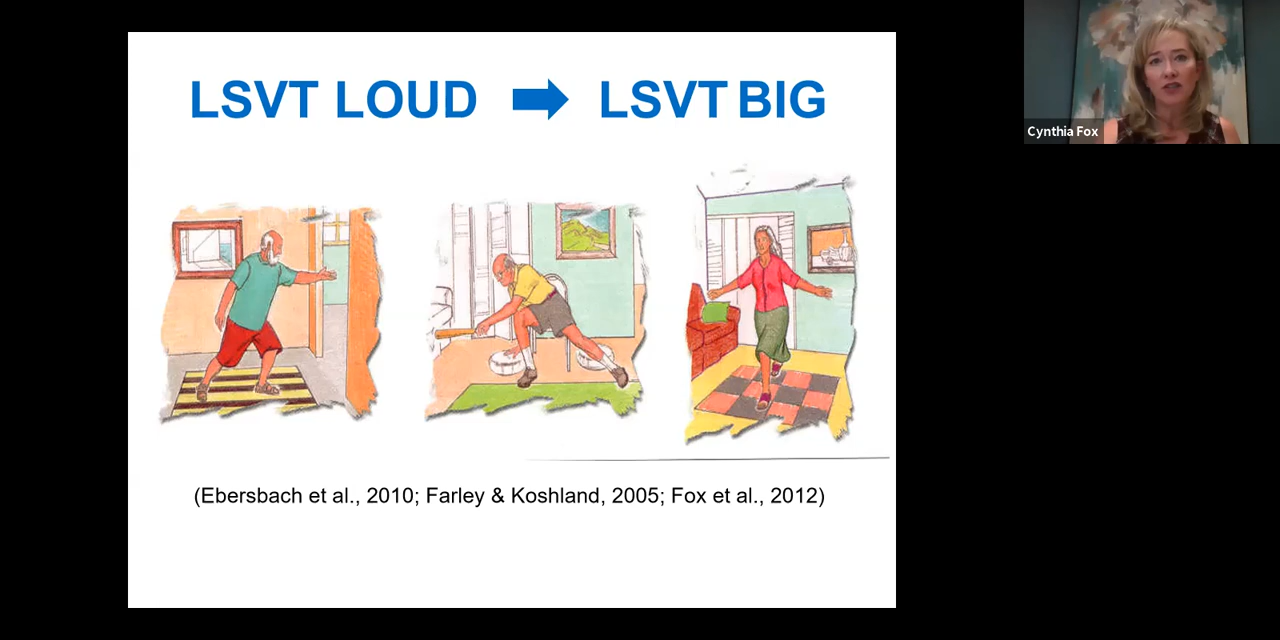 LSVT LOUD ➡ LSVT BIG
Cynthia Fox
(Ebersbach et al., 2010; Farley & Koshland, 2005; Fox et al., 2012)